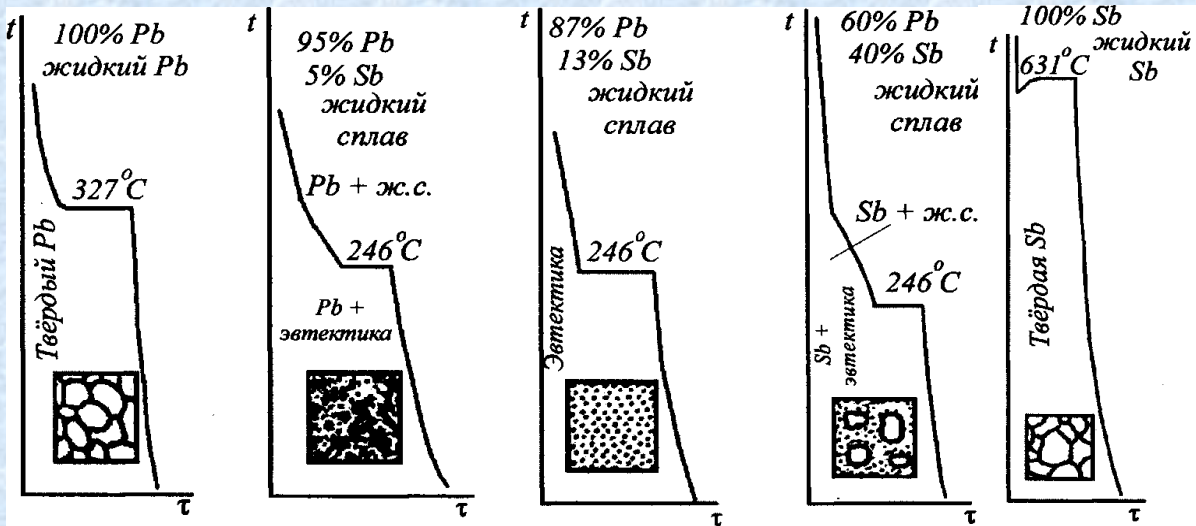 t
100% Pb
жидкий Pb
327°C
Твёрдый Pb
τ
t
95% Pb
5% Sb
жидкий
сплав
Pb + ж.с.
246°C
Pb +
эвтектика
τ
t
87% Pb
13% Sb
жидкий
сплав
246°C
Эвтектика
τ
t
60% Pb
40% Sb
жидкий
сплав
Sb + ж.с.
246°C
Sb +
эвтектика
τ
t
100% Sb
жидкий
Sb
631°C
Твёрдая Sb
τ